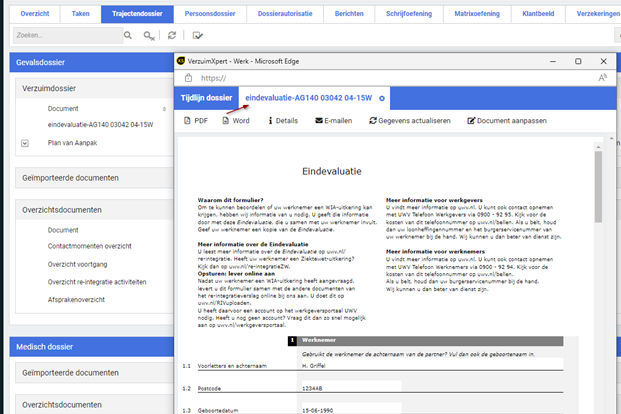 Overzicht Taken Trajectendossier Persoonsdossier Dossierautorisatie Berichten Schrijfoefening Matrixoefening Klantbeeld Verzekeringen
Zoeken...
Gevalsdossier
Verzuimdossier
Document
eindevaluatie-AG140 03042 04-15W
Plan van Aanpak
Geïmporteerde documenten
Overzichtsdocumenten
Document
Contactmomenten overzicht
Overzicht voortgang
Overzicht re-integratie activiteiten
Afsprakenoverzicht
Medisch dossier
Geïmporteerde documenten
Overzichtsdocumenten
VerzuimXpert - Werk - Microsoft Edge
https://
Tijdlijn dossier eindevaluatie-AG140 03042 04-15W
PDF Word Details E-mailen Gegevens actualiseren Document aanpassen
Eindevaluatie
Waarom dit formulier?
Om te kunnen beoordelen of uw werknemer een WIA-uitkering kan
krijgen, hebben wij informatie van u nodig. U geeft die informatie
door met deze Eindevaluatie, die u samen met uw werknemer invult.
Geef uw werknemer een kopie van de Eindevaluatie.
Meer informatie over de Eindevaluatie
U leest meer informatie over de Eindevaluatie op uwv.nl/
re-integratie. Heeft uw werknemer een Ziektewet-uitkering?
Kijk dan op uwv.nl/re-integratieZW.
Opsturen: lever online aan
Nadat uw werknemer een WIA-uitkering heeft aangevraagd,
levert u dit formulier samen met de andere documenten van
het re-integratieverslag online bij ons aan. U doet dit op
uwv.nl/RIVuploaden.
U heeft daarvoor een account op het werkgeversportaal UWV
nodig. Heeft u nog geen account? Vraag dit dan zo snel mogelijk
aan op uwv.nl/werkgeversportaal.
Meer informatie voor werkgevers
U vindt meer informatie op uwv.nl. U kunt ook contact opnemen
met UWV Telefoon Werkgevers via 0900 - 92 95. Kijk voor de
kosten van dit telefoonnummer op uwv.nl/bellen. Als u belt, houd
dan uw loonheffingennummer en het burgerservicenummer van
uw werknemer bij de hand. Wij kunnen u dan beter van dienst zijn.
Meer informatie voor werknemers
U vindt meer informatie op uwv.nl. U kunt ook contact opnemen
met UWV Telefoon Werknemers via 0900 - 92 94. Kijk voor de
kosten van dit telefoonnummer op uwv.nl/bellen.
Als u belt, houd dan uw burgerservicenummer bij de hand.
Wij kunnen u dan beter van dienst zijn.
1 Werknemer
Gebruikt de werknemer de achternaam van de partner? Vul dan ook de geboortenaam in.
1.1 Voorletters en achternaam H. Griffel
1.2 Postcode 1234AB
1.3 Geboortedatum 15-06-1990